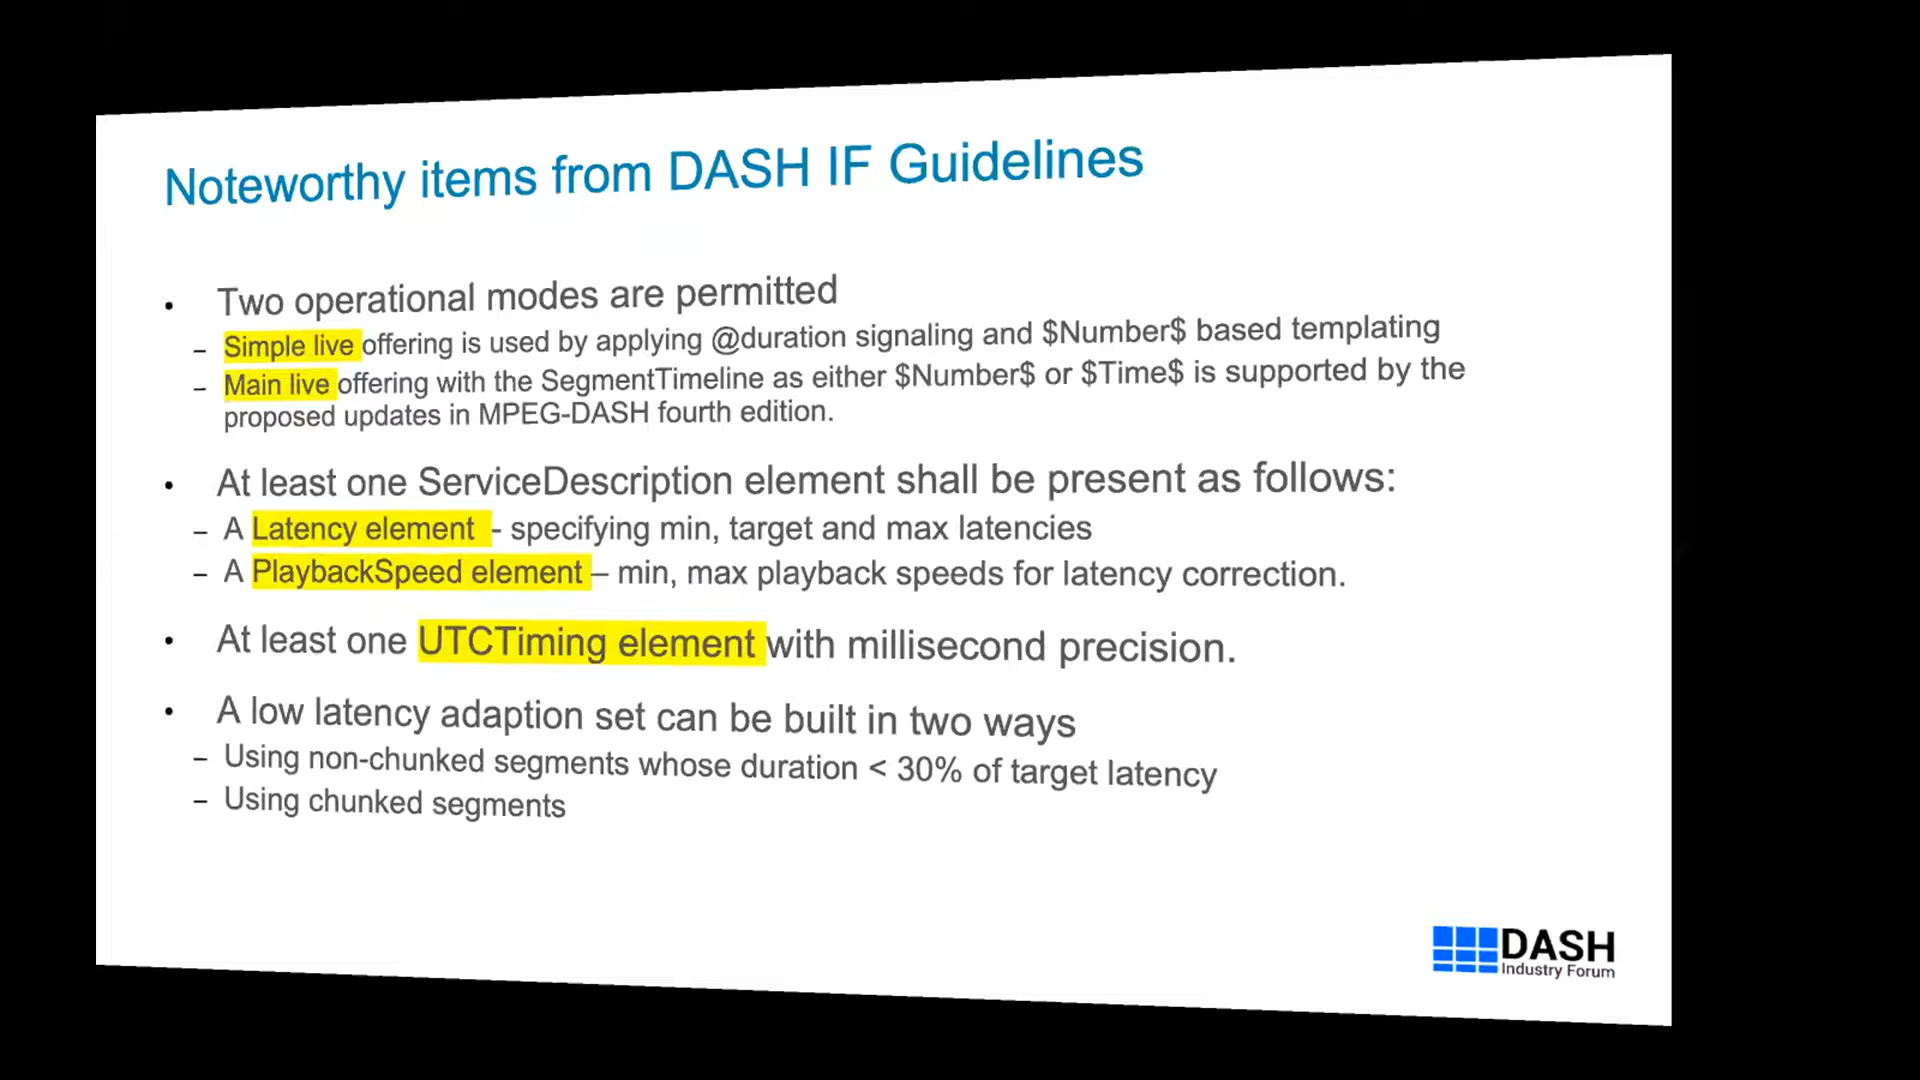 Noteworthy items from DASH IF Guidelines
• Two operational modes are permitted
– Simple live offering is used by applying @duration signaling and $Number$ based templating
– Main live offering with the SegmentTimeline as either $Number$ or $Time$ is supported by the
proposed updates in MPEG-DASH fourth edition.
• At least one ServiceDescription element shall be present as follows:
– A Latency element - specifying min, target and max latencies
– A PlaybackSpeed element – min, max playback speeds for latency correction.
• At least one UTCTiming element with millisecond precision.
• A low latency adaption set can be built in two ways
– Using non-chunked segments whose duration < 30% of target latency
– Using chunked segments
DASH
Industry Forum